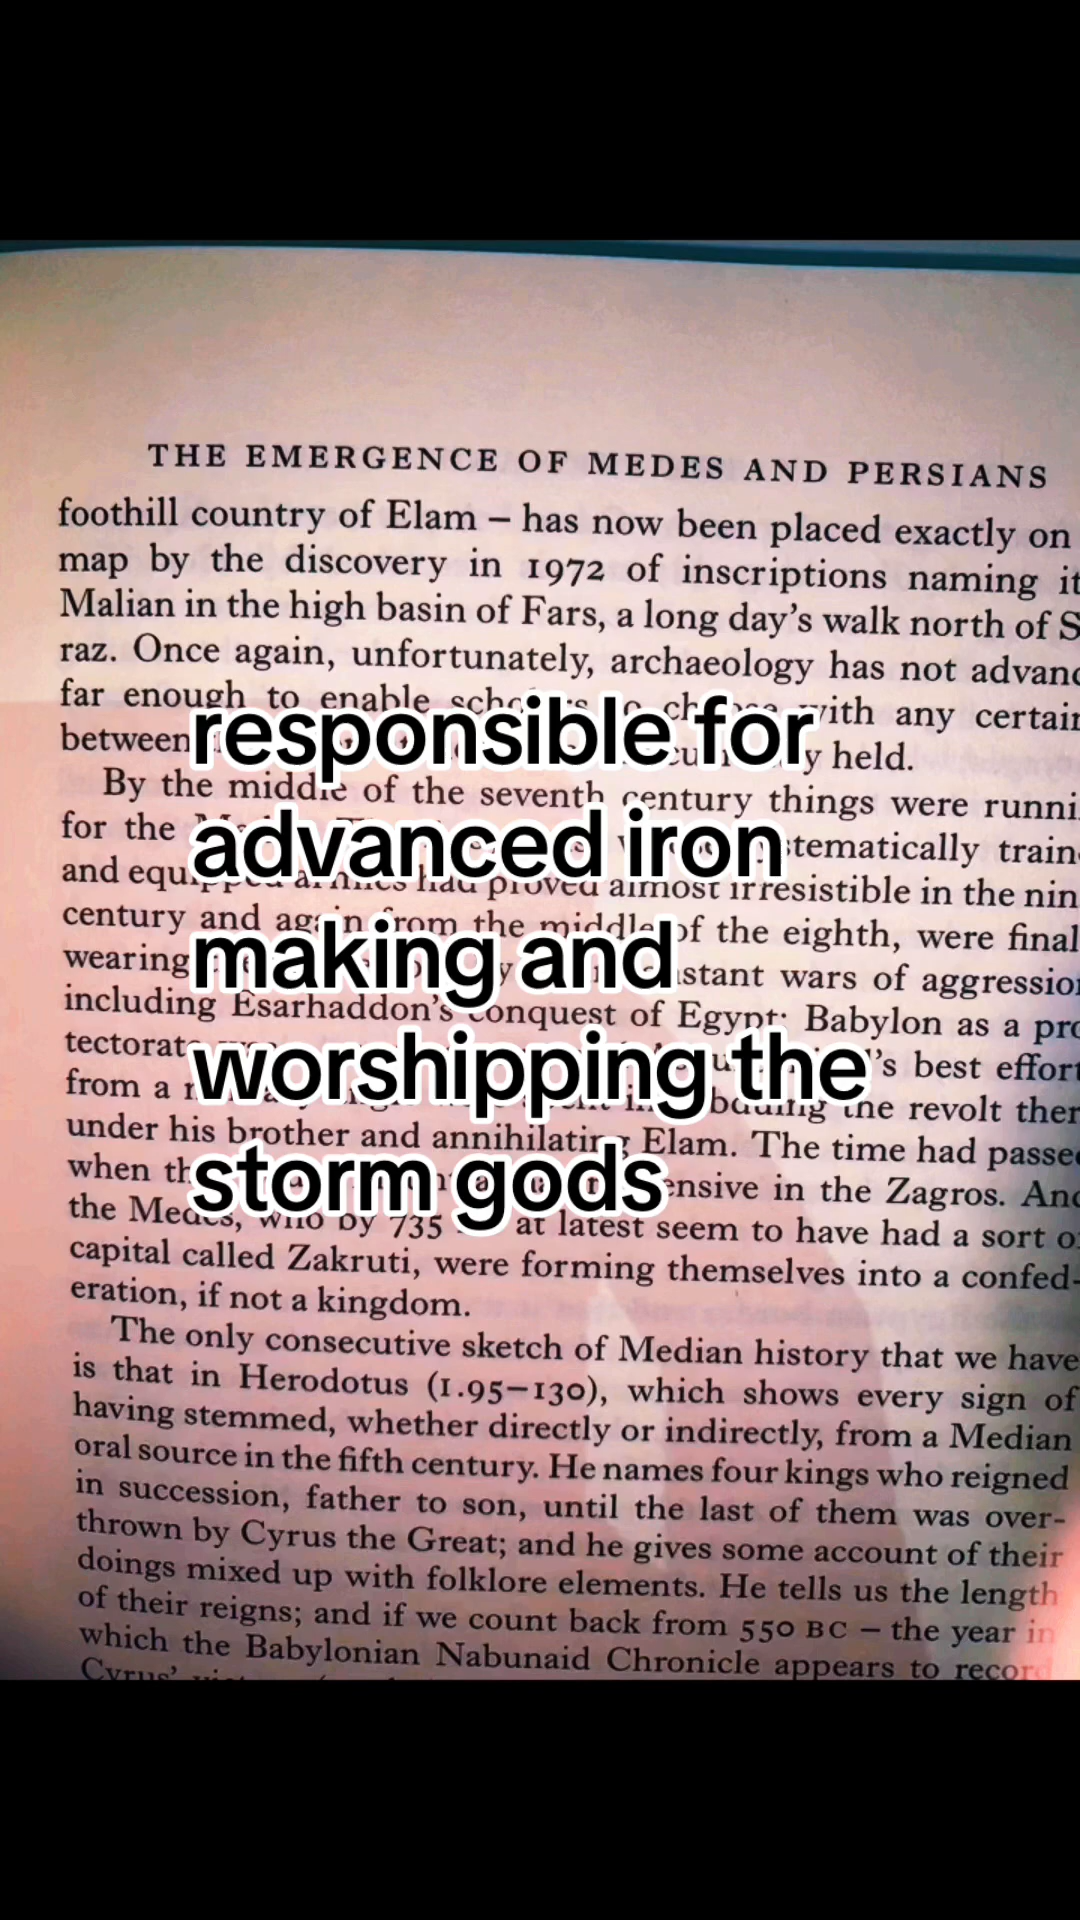 THE EMERGENCE OF MEDES AND PERSIANS
foothill country of Elam – has now been placed exactly on
map by the discovery in 1972 of inscriptions naming it
Malian in the high basin of Fars, a long day's walk north of S
raz. Once again, unfortunately, archaeology has not advanc
far enough to enable with any certain
between y held.
responsible for
By the middle of the seventh century things were runni
for the stematically train
advanced iron
and equipped armies had proved almost irresistible in the nin
century and again from the middle of the eighth, were final
wearing stant wars of aggression
making and
including Esarhaddon's conquest of Egypt: Babylon as a pro
tectorat 's best effort
worshipping the
from a the revolt ther
under his brother and annihilating Elam. The time had passe
when ensive in the Zagros. And
storm gods
the Medes, who by 735 at latest seem to have had a sort o
capital called Zakruti, were forming themselves into a confed-
eration, if not a kingdom.
The only consecutive sketch of Median history that we have
is that in Herodotus (1.95–130), which shows every sign of
having stemmed, whether directly or indirectly, from a Median
oral source in the fifth century. He names four kings who reigned
in succession, father to son, until the last of them was over-
thrown by Cyrus the Great; and he gives some account of their
doings mixed up with folklore elements. He tells us the length
of their reigns; and if we count back from 550 BC – the year in
which the Babylonian Nabunaid Chronicle appears to record
Cyrus'